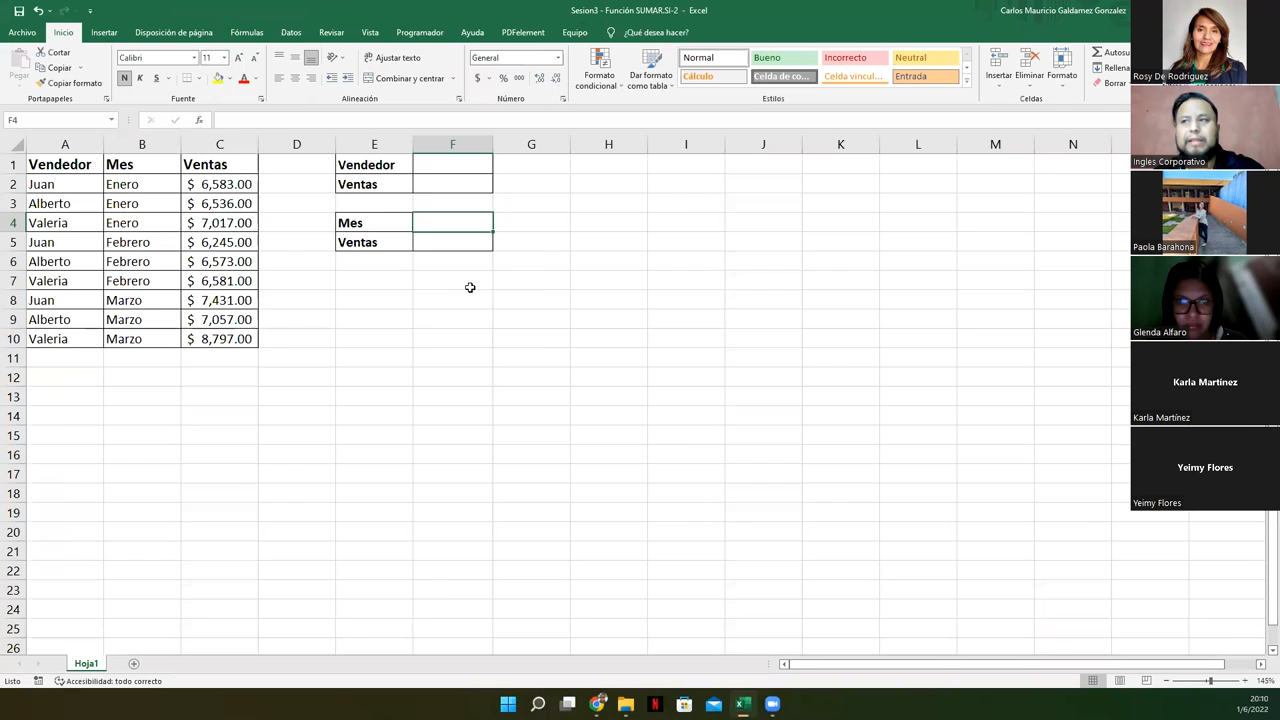 Sesion3 - Función SUMAR.SI-2 - Excel
Carlos Mauricio Galdamez Gonzalez
Archivo Inicio Insertar Disposición de página Fórmulas Datos Revisar Vista Programador Ayuda PDFelement Equipo ¿Qué desea hacer?
Pegar
Cortar
Copiar
Copiar formato
Portapapeles
Calibri 11
N K S
Fuente
Ajustar texto
Combinar y centrar
Alineación
General
$ % 000
Número
Formato condicional
Dar formato como tabla
Normal Bueno Incorrecto Neutral
Cálculo Celda de co... Celda vincul... Entrada
Estilos
Insertar Eliminar Formato
Celdas
Autosu
Rellena
Borrar
F4
fx
A B C D E F G H I J K L M N
1 Vendedor Mes Ventas Vendedor
2 Juan Enero $ 6,583.00 Ventas
3 Alberto Enero $ 6,536.00
4 Valeria Enero $ 7,017.00 Mes
5 Juan Febrero $ 6,245.00 Ventas
6 Alberto Febrero $ 6,573.00
7 Valeria Febrero $ 6,581.00
8 Juan Marzo $ 7,431.00
9 Alberto Marzo $ 7,057.00
10 Valeria Marzo $ 8,797.00
11
12
13
14
15
16
17
18
19
20
21
22
23
24
25
26
Hoja1
Listo Accesibilidad: todo correcto
145%
20:10
1/6/2022
Rosy De Rodriguez
Ingles Corporativo
Paola Barahona
Glenda Alfaro
Karla Martínez
Karla Martínez
Yeimy Flores
Yeimy Flores